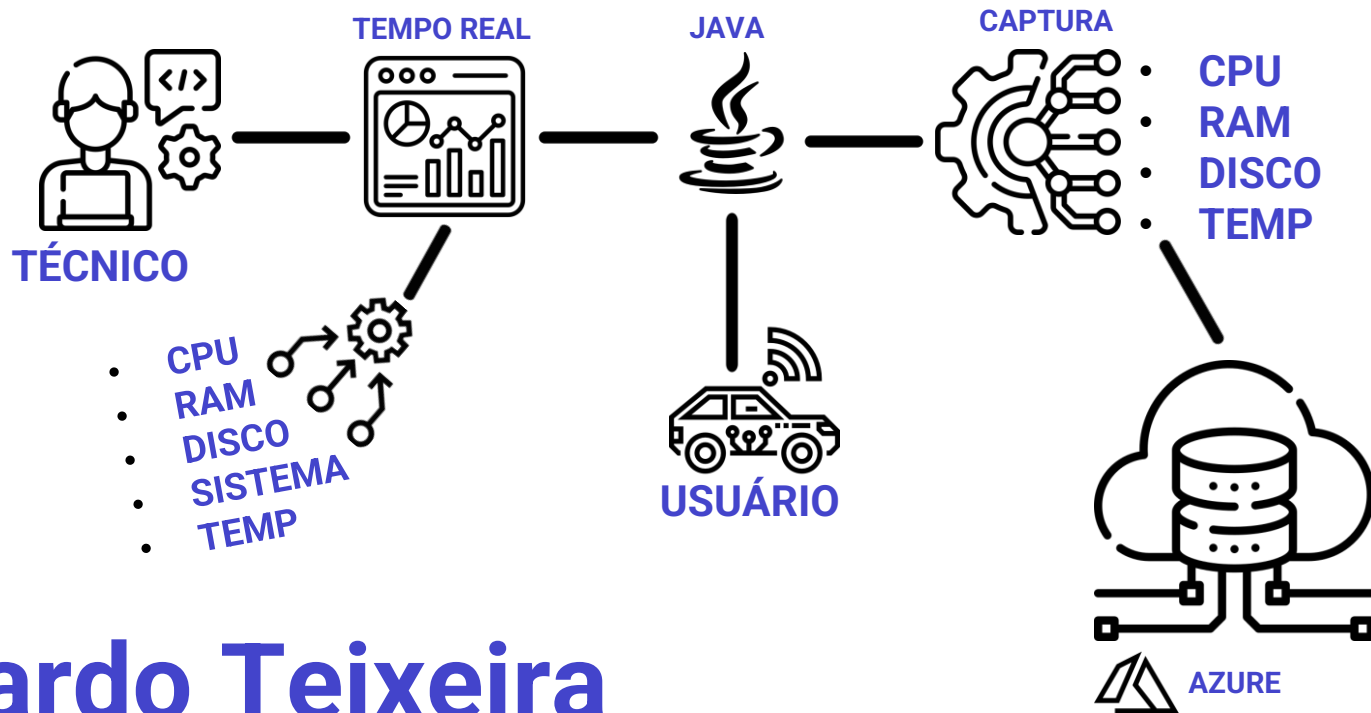 TEMPO REAL
JAVA
CAPTURA
CPU
RAM
DISCO
TEMP
TÉCNICO
CPU
RAM
DISCO
SISTEMA
TEMP
USUÁRIO
ardo Teixeira
AZURE